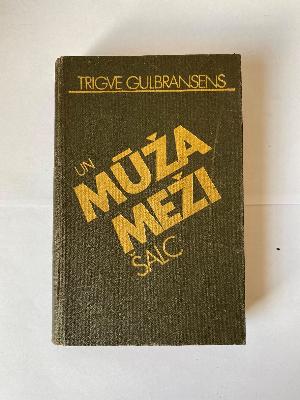 TRIGVE GULBRANSENS
UN
MŪŽA
MEŽI
ŠALC